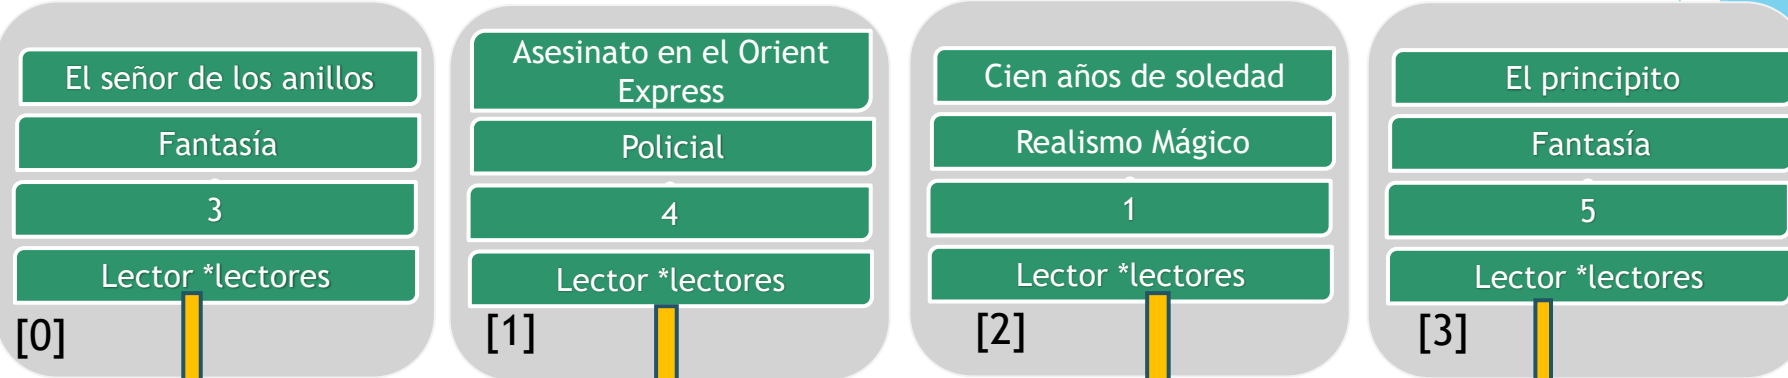 El señor de los anillos
Fantasía
3
Lector *lectores
[0]
Asesinato en el Orient
Express
Policial
4
Lector *lectores
[1]
Cien años de soledad
Realismo Mágico
1
Lector *lectores
[2]
El principito
Fantasía
5
Lector *lectores
[3]